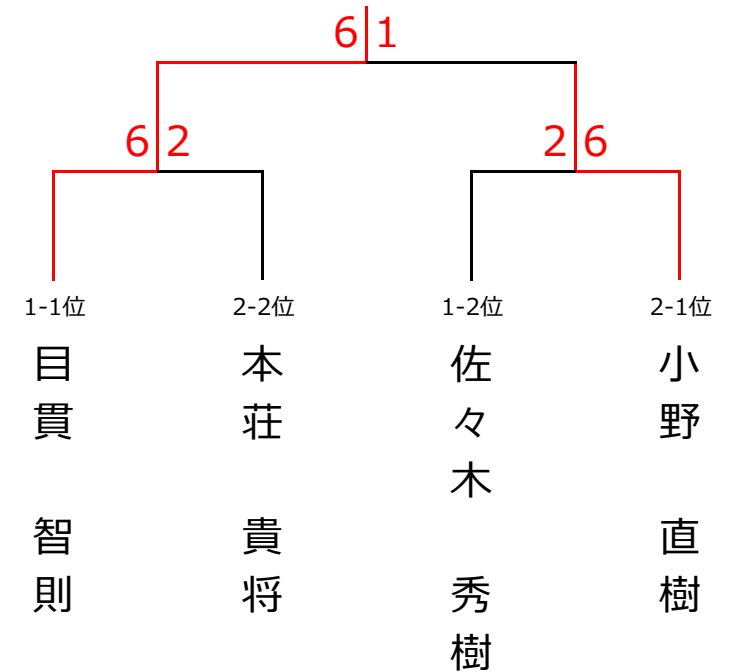 6 1
6 2
2 6
1-1位
2-2位
1-2位
2-1位
目貫 智則
本荘 貴将
佐々木 秀樹
小野 直樹